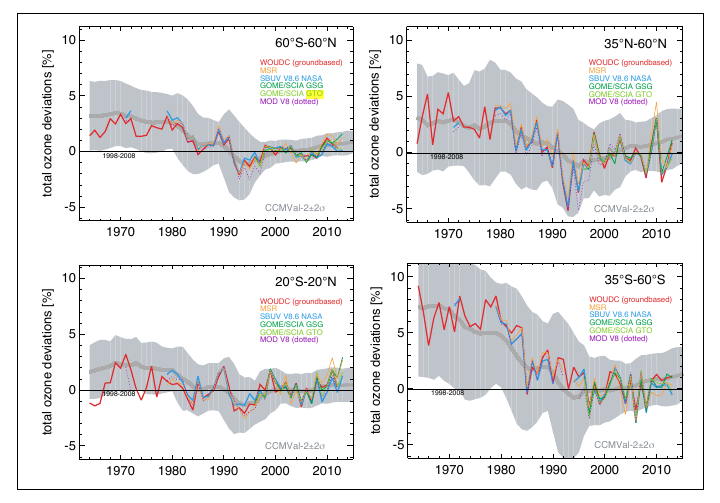 total ozone deviations [%]
10
5
0
-5
60°S-60°N
WOUDC (groundbased)
MSR
SBUV V8.6 NASA
GOME/SCIA GSG
GOME/SCIA GTO
MOD V8 (dotted)
1998-2008
CCMVal-2±2σ
1970 1980 1990 2000 2010
total ozone deviations [%]
10
5
0
-5
35°N-60°N
WOUDC (groundbased)
MSR
SBUV V8.6 NASA
GOME/SCIA GSG
GOME/SCIA GTO
MOD V8 (dotted)
1998-2008
CCMVal-2±2σ
1970 1980 1990 2000 2010
total ozone deviations [%]
10
5
0
-5
20°S-20°N
WOUDC (groundbased)
MSR
SBUV V8.6 NASA
GOME/SCIA GSG
GOME/SCIA GTO
MOD V8 (dotted)
1998-2008
CCMVal-2±2σ
1970 1980 1990 2000 2010
total ozone deviations [%]
10
5
0
-5
35°S-60°S
WOUDC (groundbased)
MSR
SBUV V8.6 NASA
GOME/SCIA GSG
GOME/SCIA GTO
MOD V8 (dotted)
1998-2008
CCMVal-2±2σ
1970 1980 1990 2000 2010